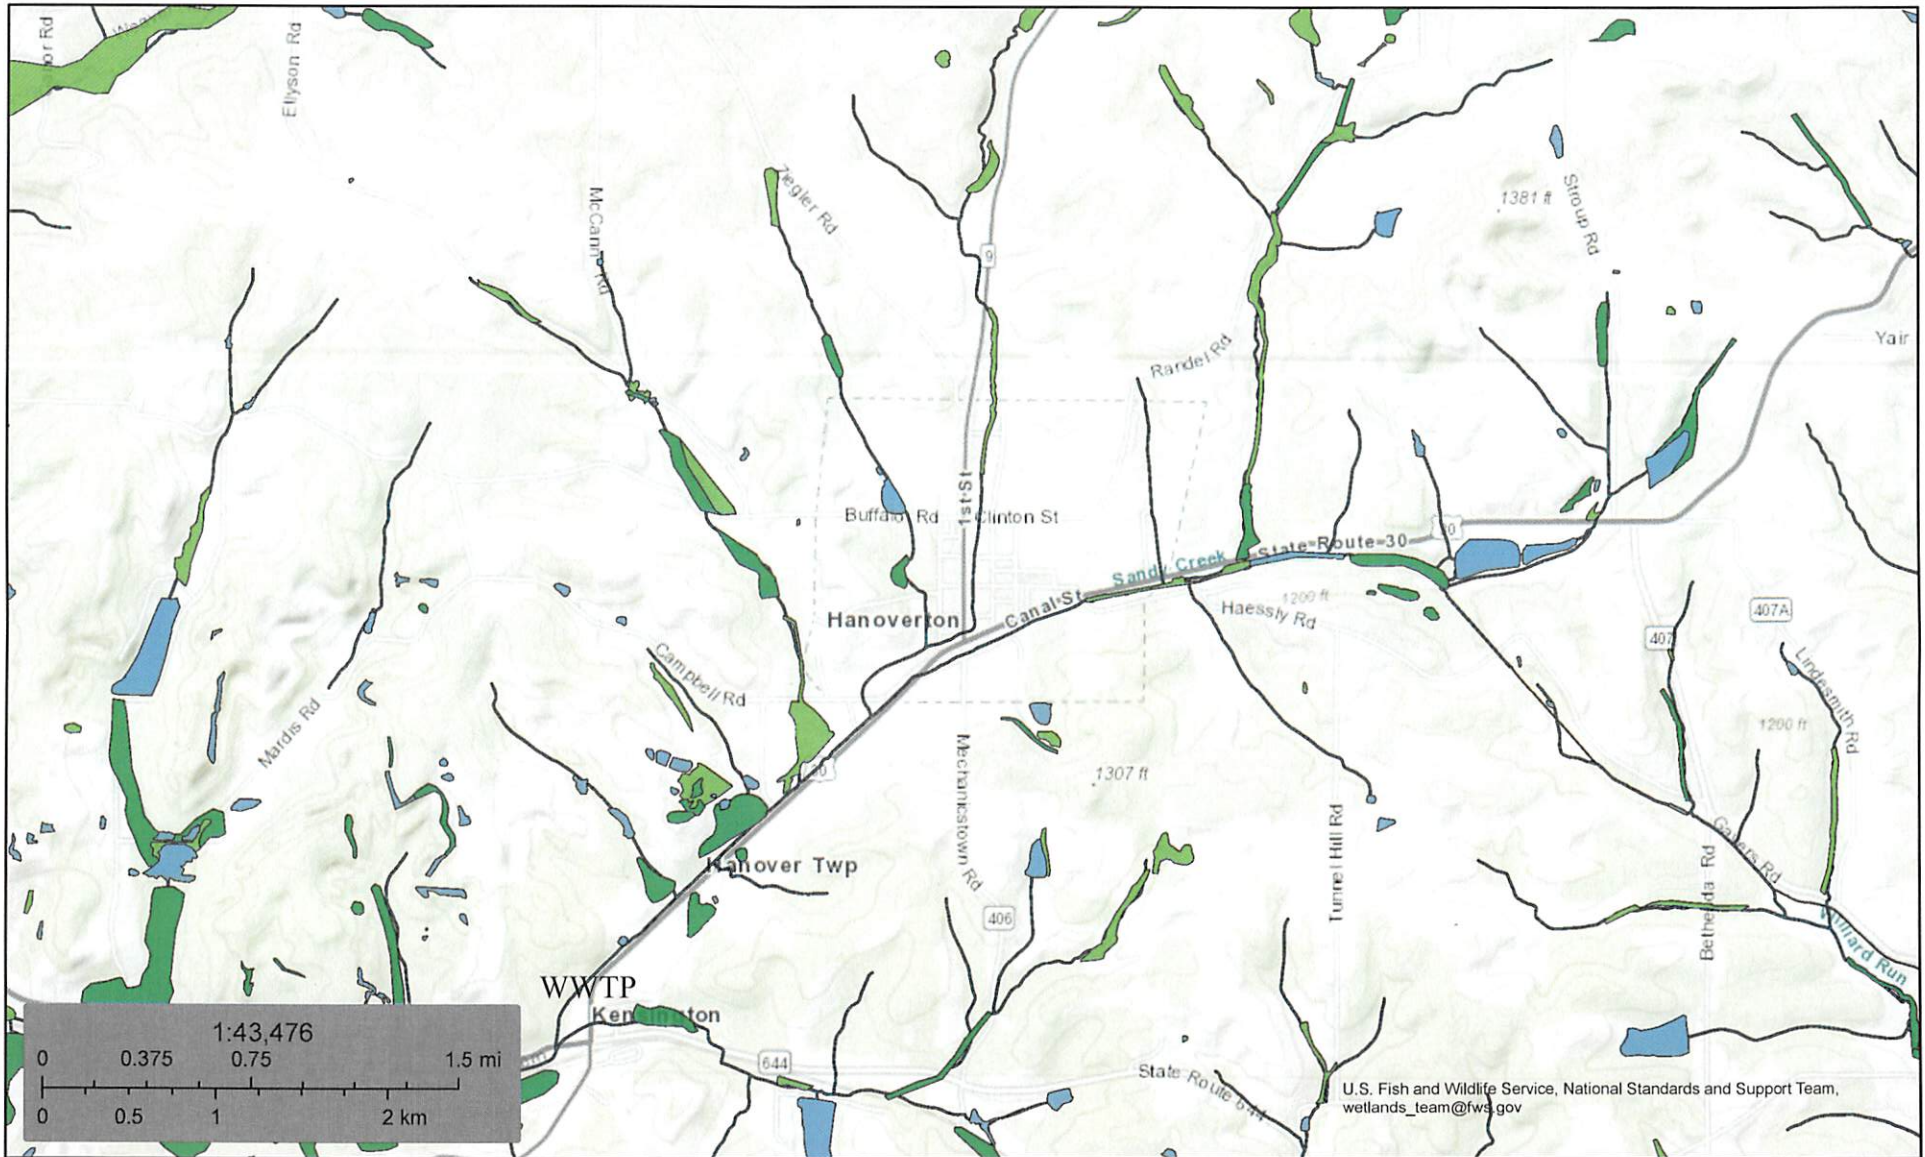 Ellyson Rd
McCann Rd
Ziegler Rd
9
1381 ft
Stroup Rd
Randel Rd
Yair
1st St
Buffalo Rd
Clinton St
30
State Route 30
Sandy Creek
Canal St
Hanoverton
1200 ft
Haessly Rd
407A
407
Lindesmith Rd
Campbell Rd
Mardis Rd
1200 ft
30
1307 ft
Mechanicstown Rd
Tunnel Hill Rd
Gavers Rd
Bethesda Rd
Hanover Twp
406
Williard Run
WWTP
Kensington
644
State Route 644
1:43,476
0 0.375 0.75 1.5 mi
0 0.5 1 2 km
U.S. Fish and Wildlife Service, National Standards and Support Team,
wetlands_team@fws.gov